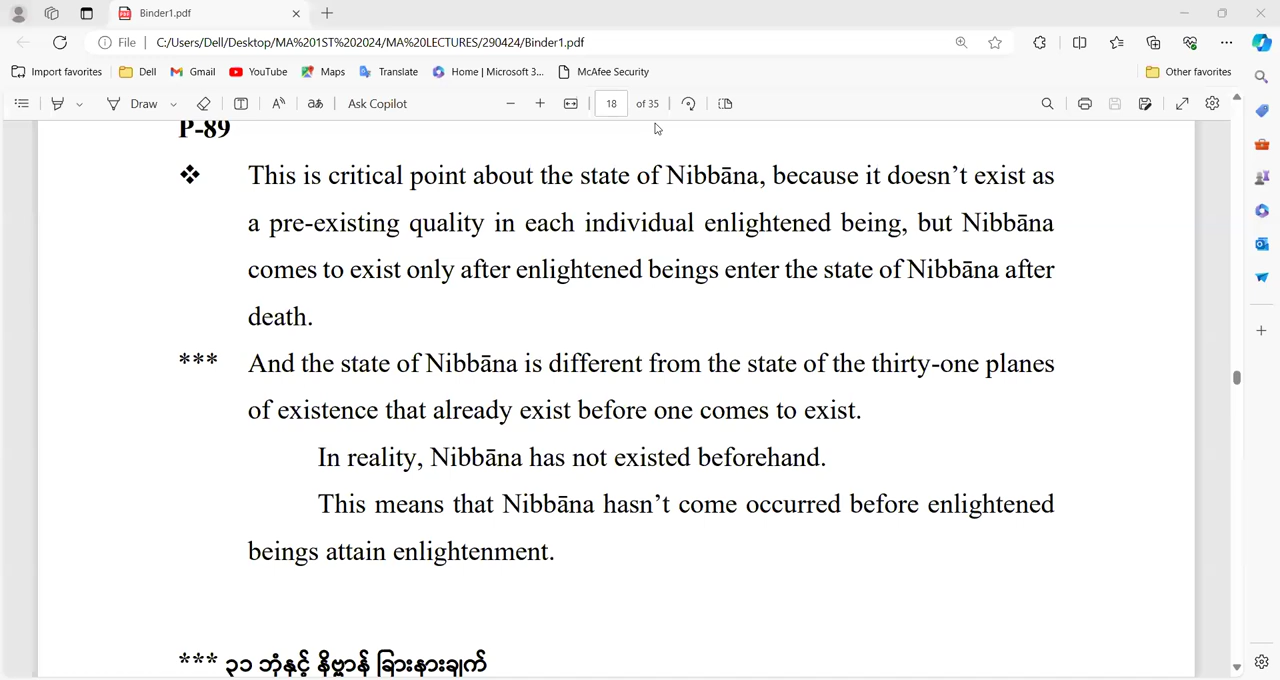 Binder1.pdf
File
C:/Users/Dell/Desktop/MA%201ST%202024/MA%20LECTURES/290424/Binder1.pdf
Import favorites Dell Gmail YouTube Maps Translate Home | Microsoft 3... McAfee Security Other favorites
Draw Ask Copilot 18 of 35
P-89
❖ This is critical point about the state of Nibbāna, because it doesn’t exist as
a pre-existing quality in each individual enlightened being, but Nibbāna
comes to exist only after enlightened beings enter the state of Nibbāna after
death.
*** And the state of Nibbāna is different from the state of the thirty-one planes
of existence that already exist before one comes to exist.
In reality, Nibbāna has not existed beforehand.
This means that Nibbāna hasn’t come occurred before enlightened
beings attain enlightenment.
*** ၃၁ ဘုံနှင့် နိဗ္ဗာန် ခြားနားချက်